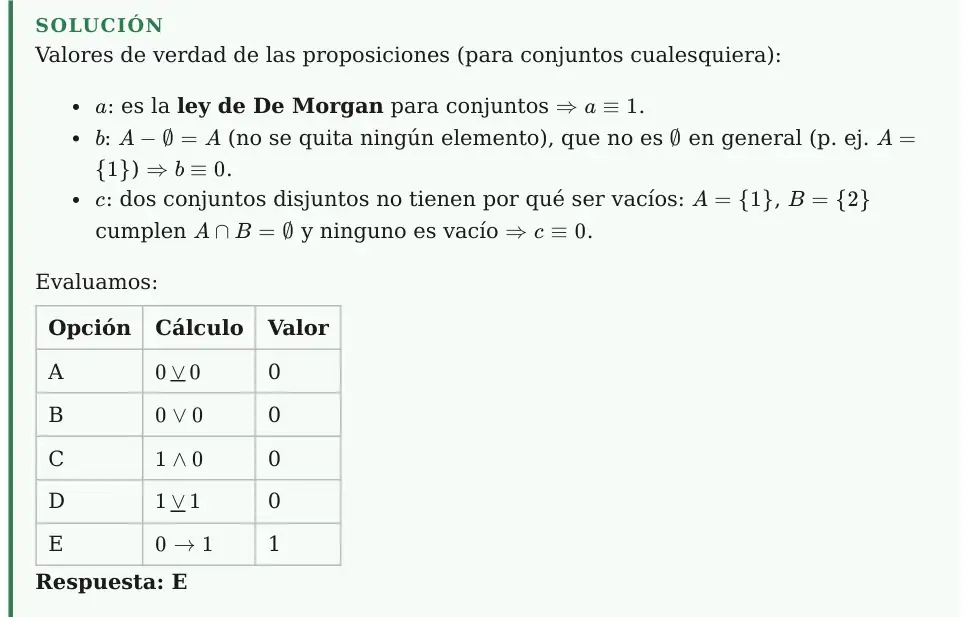 SOLUCIÓN
Valores de verdad de las proposiciones (para conjuntos cualesquiera):
• a: es la ley de De Morgan para conjuntos ⇒ a ≡ 1.
• b: A − ∅ = A (no se quita ningún elemento), que no es ∅ en general (p. ej. A =
{1}) ⇒ b ≡ 0.
• c: dos conjuntos disjuntos no tienen por qué ser vacíos: A = {1}, B = {2}
cumplen A ∩ B = ∅ y ninguno es vacío ⇒ c ≡ 0.
Evaluamos:
Opción Cálculo Valor
A 0 ⊻ 0 0
B 0 ∨ 0 0
C 1 ∧ 0 0
D 1 ⊻ 1 0
E 0 → 1 1
Respuesta: E